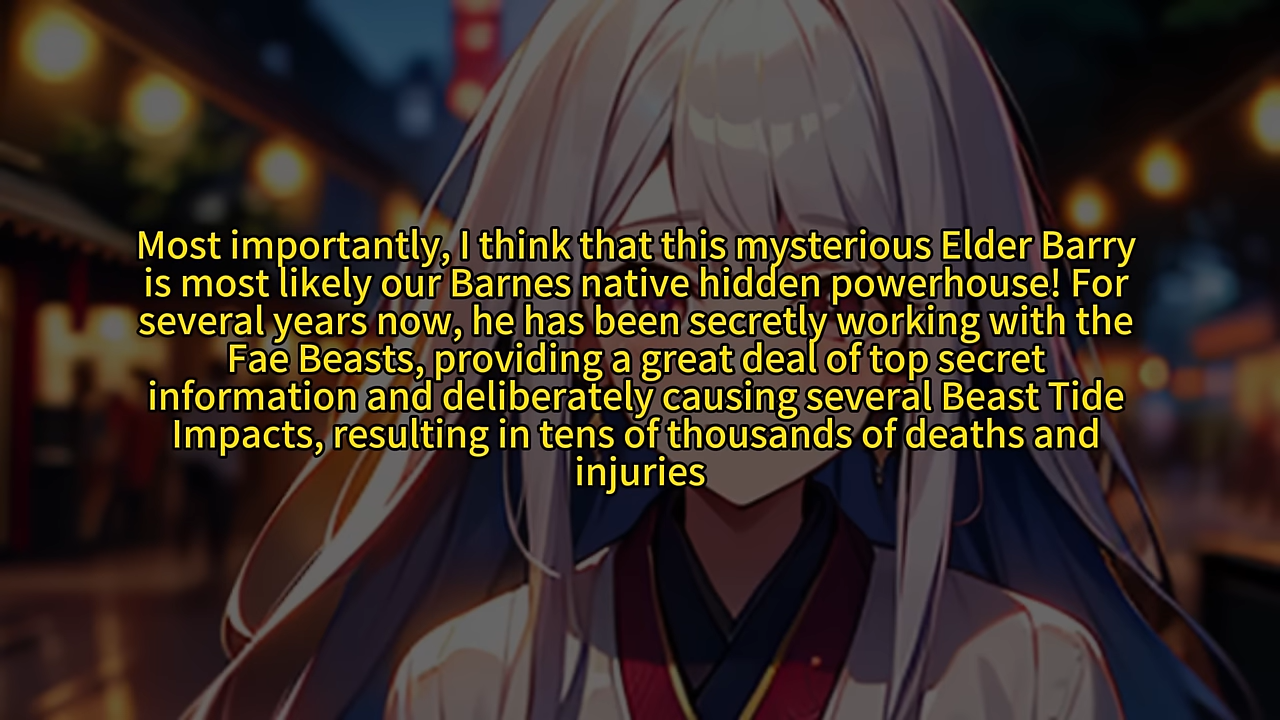 Most importantly, I think that this mysterious Elder Barry
is most likely our Barnes native hidden powerhouse! For
several years now, he has been secretly working with the
Fae Beasts, providing a great deal of top secret
information and deliberately causing several Beast Tide
Impacts, resulting in tens of thousands of deaths and
injuries